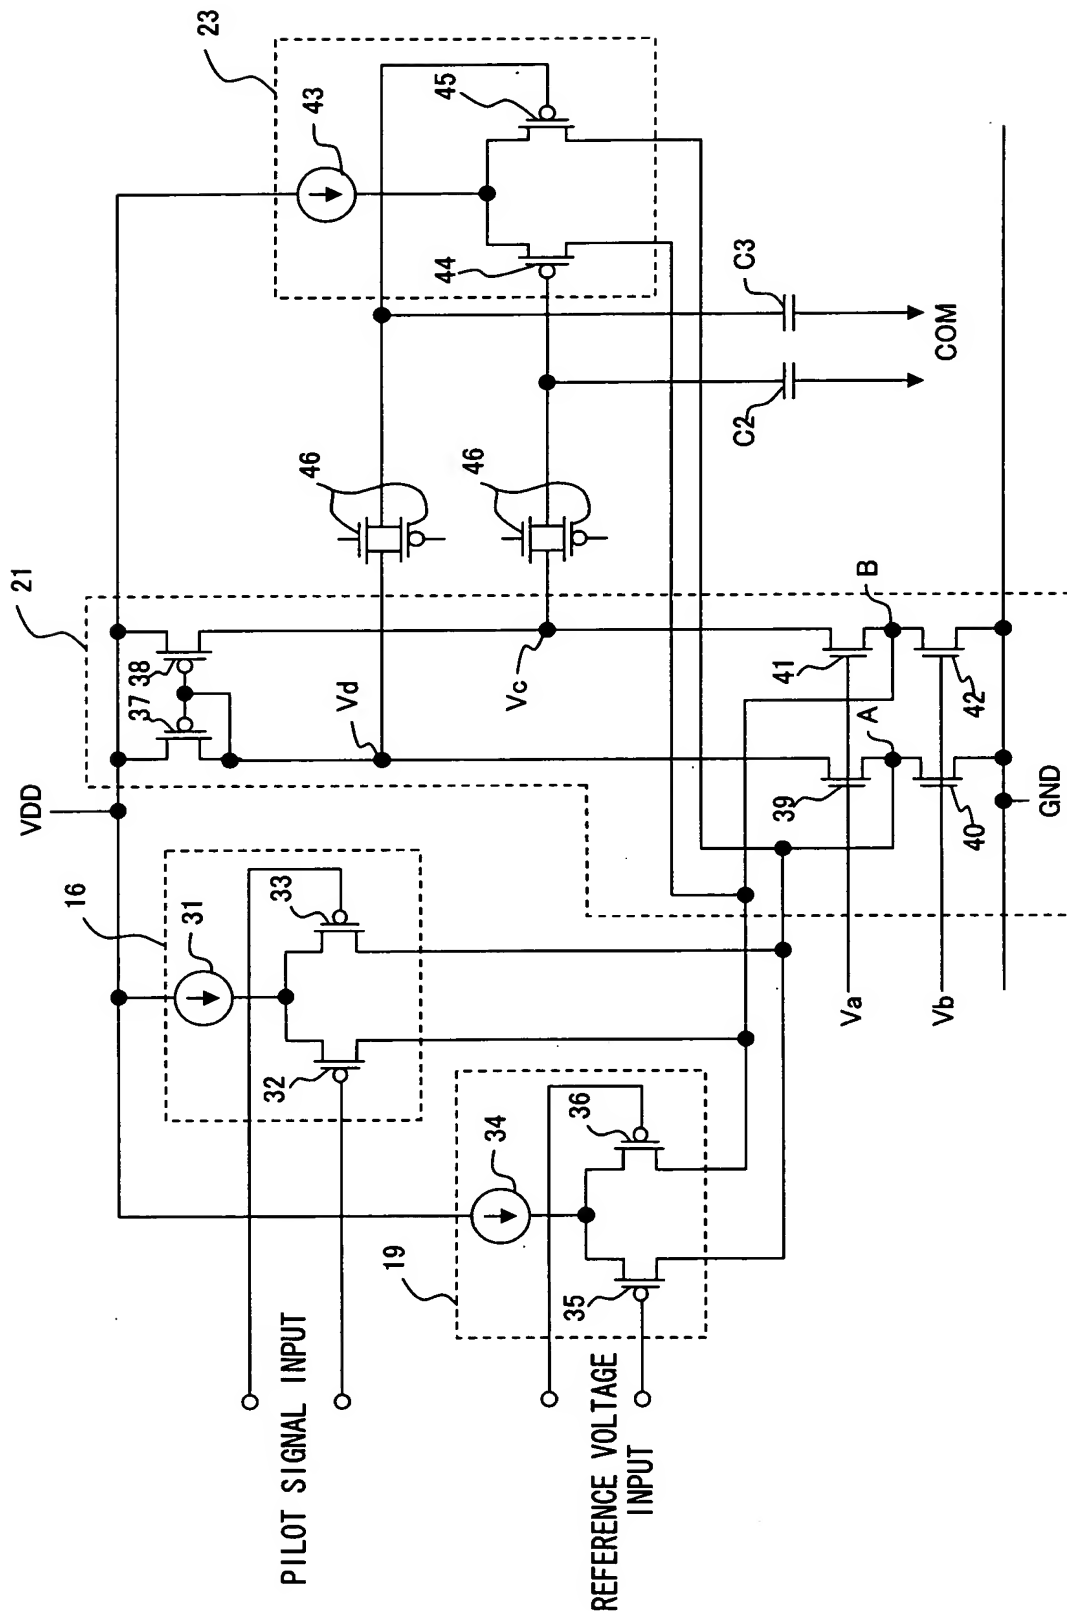 23
43
45
44
C3
C2
COM
46
46
21
38
37
Vd
Vc
B
A
41
42
39
40
GND
VDD
16
31
33
32
Va
Vb
19
34
36
35
PILOT SIGNAL INPUT
REFERENCE VOLTAGE
INPUT